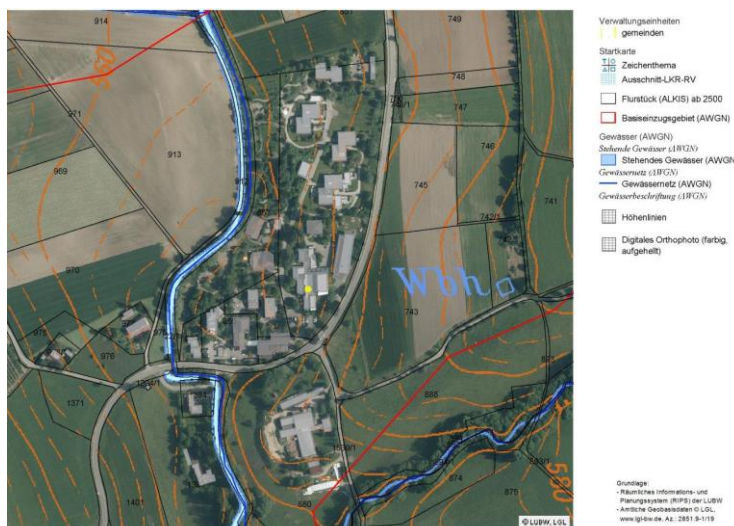 914
971
969
913
970
975
976
1371
1401
749
748
747
746
745
741
743
888
874
875
680
580
Wbh
© LUBW, LGL,
Verwaltungseinheiten
gemeinden
Startkarte
Zeichenthema
Ausschnitt-LKR-RV
Flurstück (ALKIS) ab 2500
Basiseinzugsgebiet (AWGN)
Gewässer (AWGN)
Stehende Gewässer (AWGN)
Stehendes Gewässer (AWGN
Gewässernetz (AWGN)
Gewässernetz (AWGN)
Gewässerbeschriftung (AWGN)
Höhenlinien
Digitales Orthophoto (farbig,
aufgehellt)
Grundlage:
- Räumliches Informations- und
Planungssystem (RIPS) der LUBW
- Amtliche Geobasisdaten © LGL,
www.lgl-bw.de, Az.: 2851.9-1/19